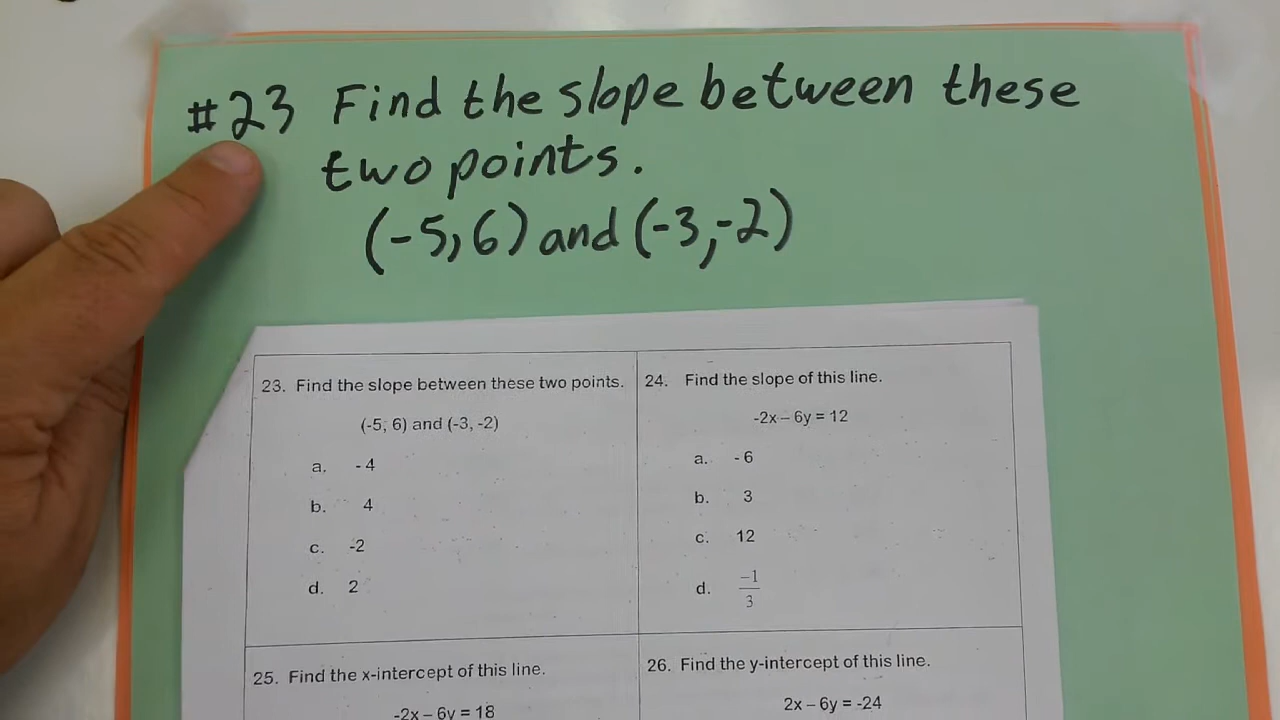 #23 Find the slope between these
two points.
(-5,6) and (-3,-2)
23. Find the slope between these two points.
(-5, 6) and (-3, -2)
a. - 4
b. 4
c. -2
d. 2
24. Find the slope of this line.
-2x – 6y = 12
a. - 6
b. 3
c. 12
d. -1/3
25. Find the x-intercept of this line.
-2x – 6y = 18
26. Find the y-intercept of this line.
2x – 6y = -24